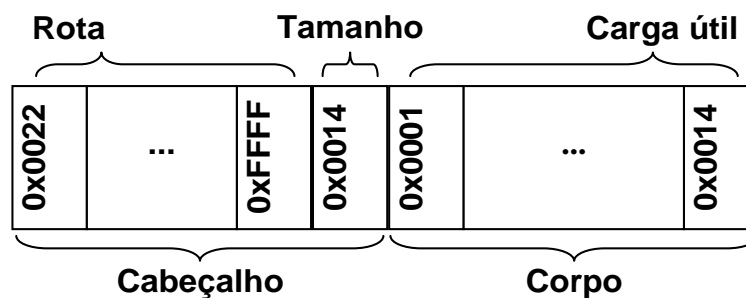 Rota Tamanho Carga útil
0x0022 ... 0xFFFF 0x0014 0x0001 ... 0x0014
Cabeçalho Corpo